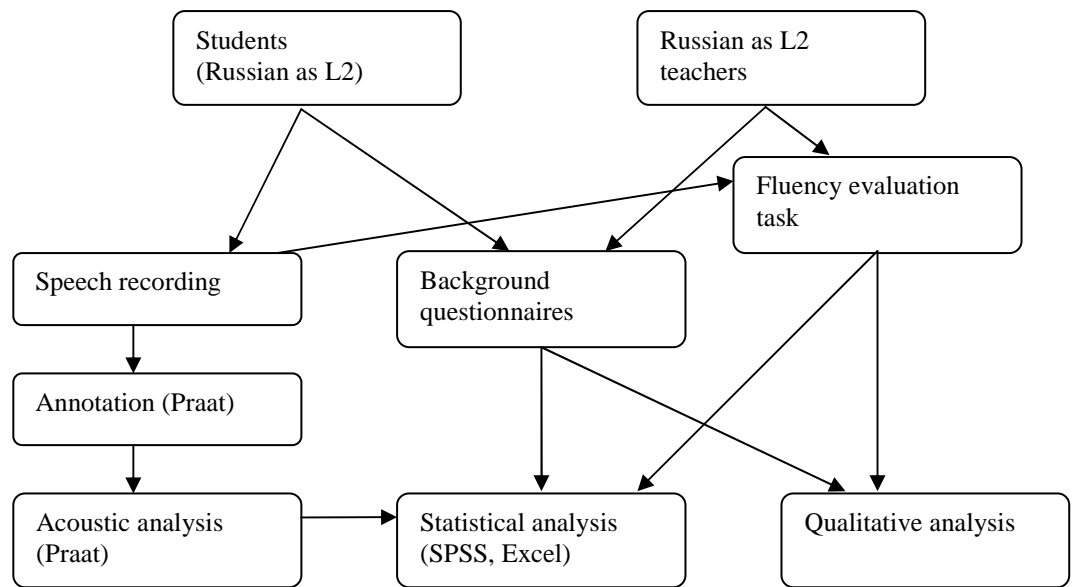 Students
(Russian as L2)
Russian as L2
teachers
Fluency evaluation
task
Speech recording
Background
questionnaires
Annotation (Praat)
Acoustic analysis
(Praat)
Statistical analysis
(SPSS, Excel)
Qualitative analysis